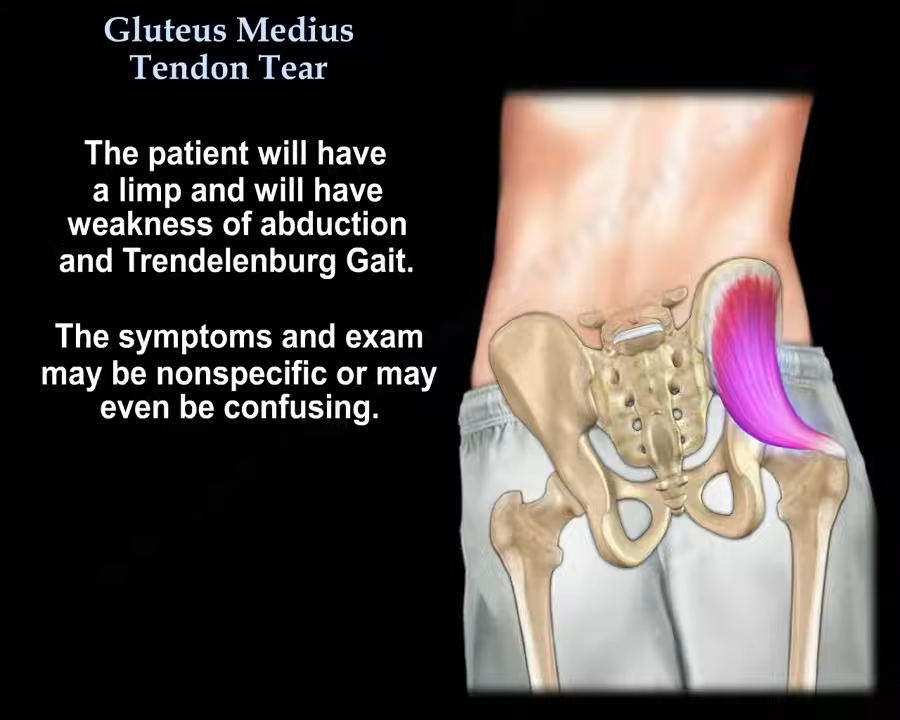 Gluteus Medius
Tendon Tear
The patient will have
a limp and will have
weakness of abduction
and Trendelenburg Gait.
The symptoms and exam
may be nonspecific or may
even be confusing.